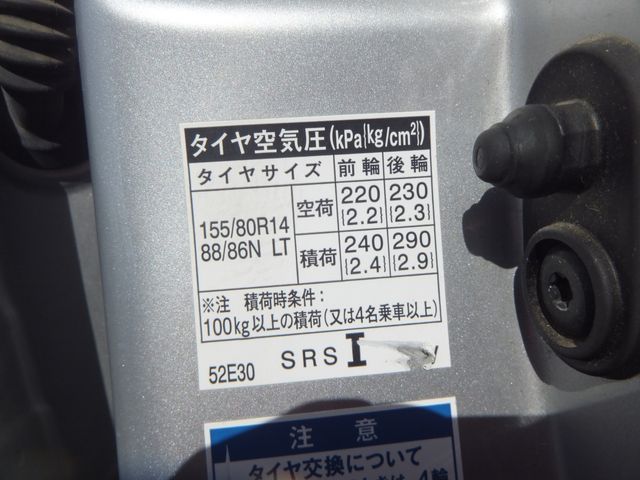 タイヤ空気圧(kPa{kg/cm²})
タイヤサイズ 前輪 後輪
155/80R14 88/86N LT 空荷 220 {2.2} 230 {2.3}
積荷 240 {2.4} 290 {2.9}
※注 積荷時条件:
100kg以上の積荷(又は4名乗車以上)
52E30 SRS I
注意
タイヤ交換について
4輪